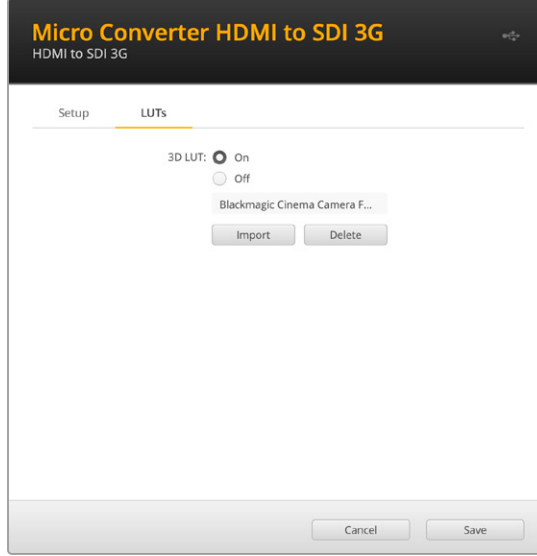 Micro Converter HDMI to SDI 3G
HDMI to SDI 3G
Setup LUTs
3D LUT: On
Off
Blackmagic Cinema Camera F...
Import Delete
Cancel Save